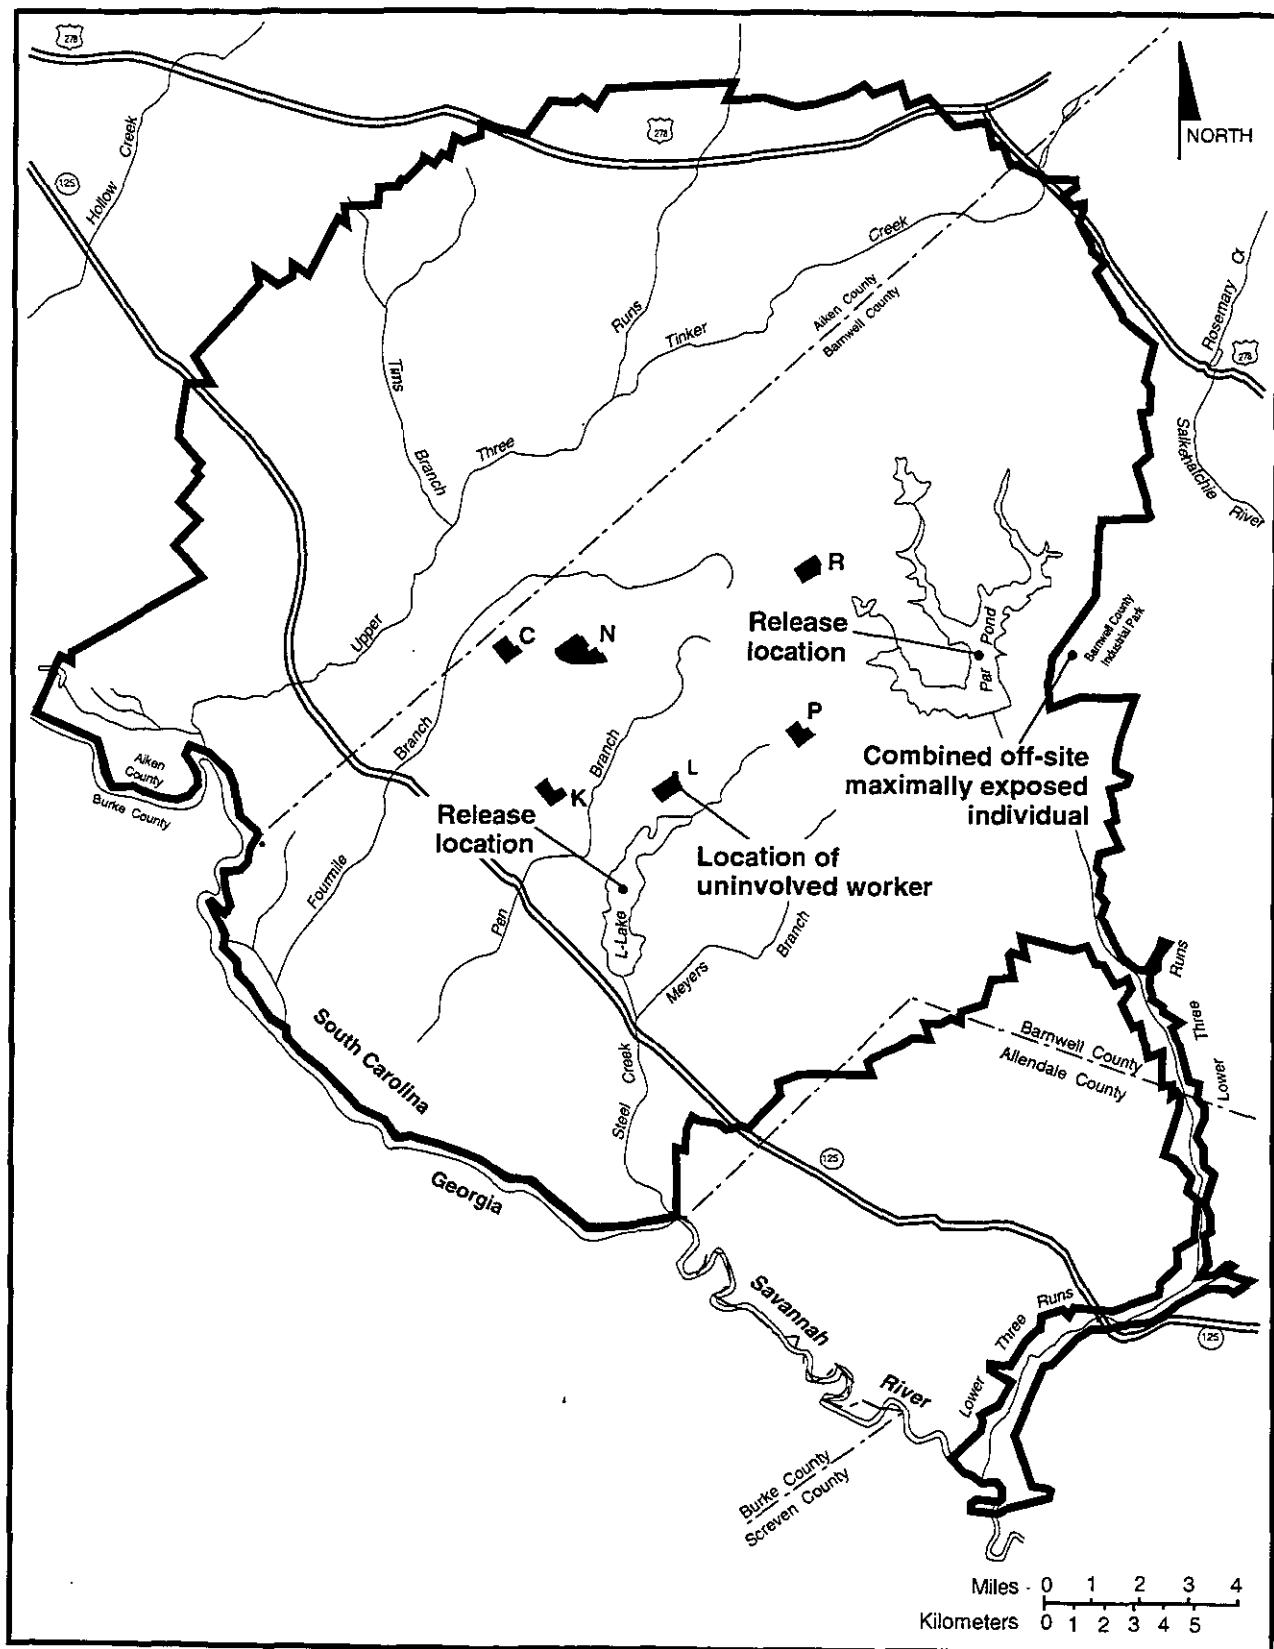 278
NORTH
125
Hollow Creek
278
Creek
Tinker
Runs
Three
Upper
Tims
Branch
Aiken County
Barnwell County
Rosemary Cr
278
Salkehatchie River
R
Release
location
Par Pond
Barnwell County
Industrial Park
C
N
P
L
K
Branch
Fourmile
Branch
Pen
Aiken
County
Burke County
Release
location
Combined off-site
maximally exposed
individual
Location of
uninvolved worker
L-Lake
Meyers
Branch
Steel Creek
South Carolina
Georgia
Runs
Three
Lower
Barnwell County
Allendale County
125
Savannah
River
Lower Three Runs
125
Burke County
Screven County
Miles 0 1 2 3 4
Kilometers 0 1 2 3 4 5